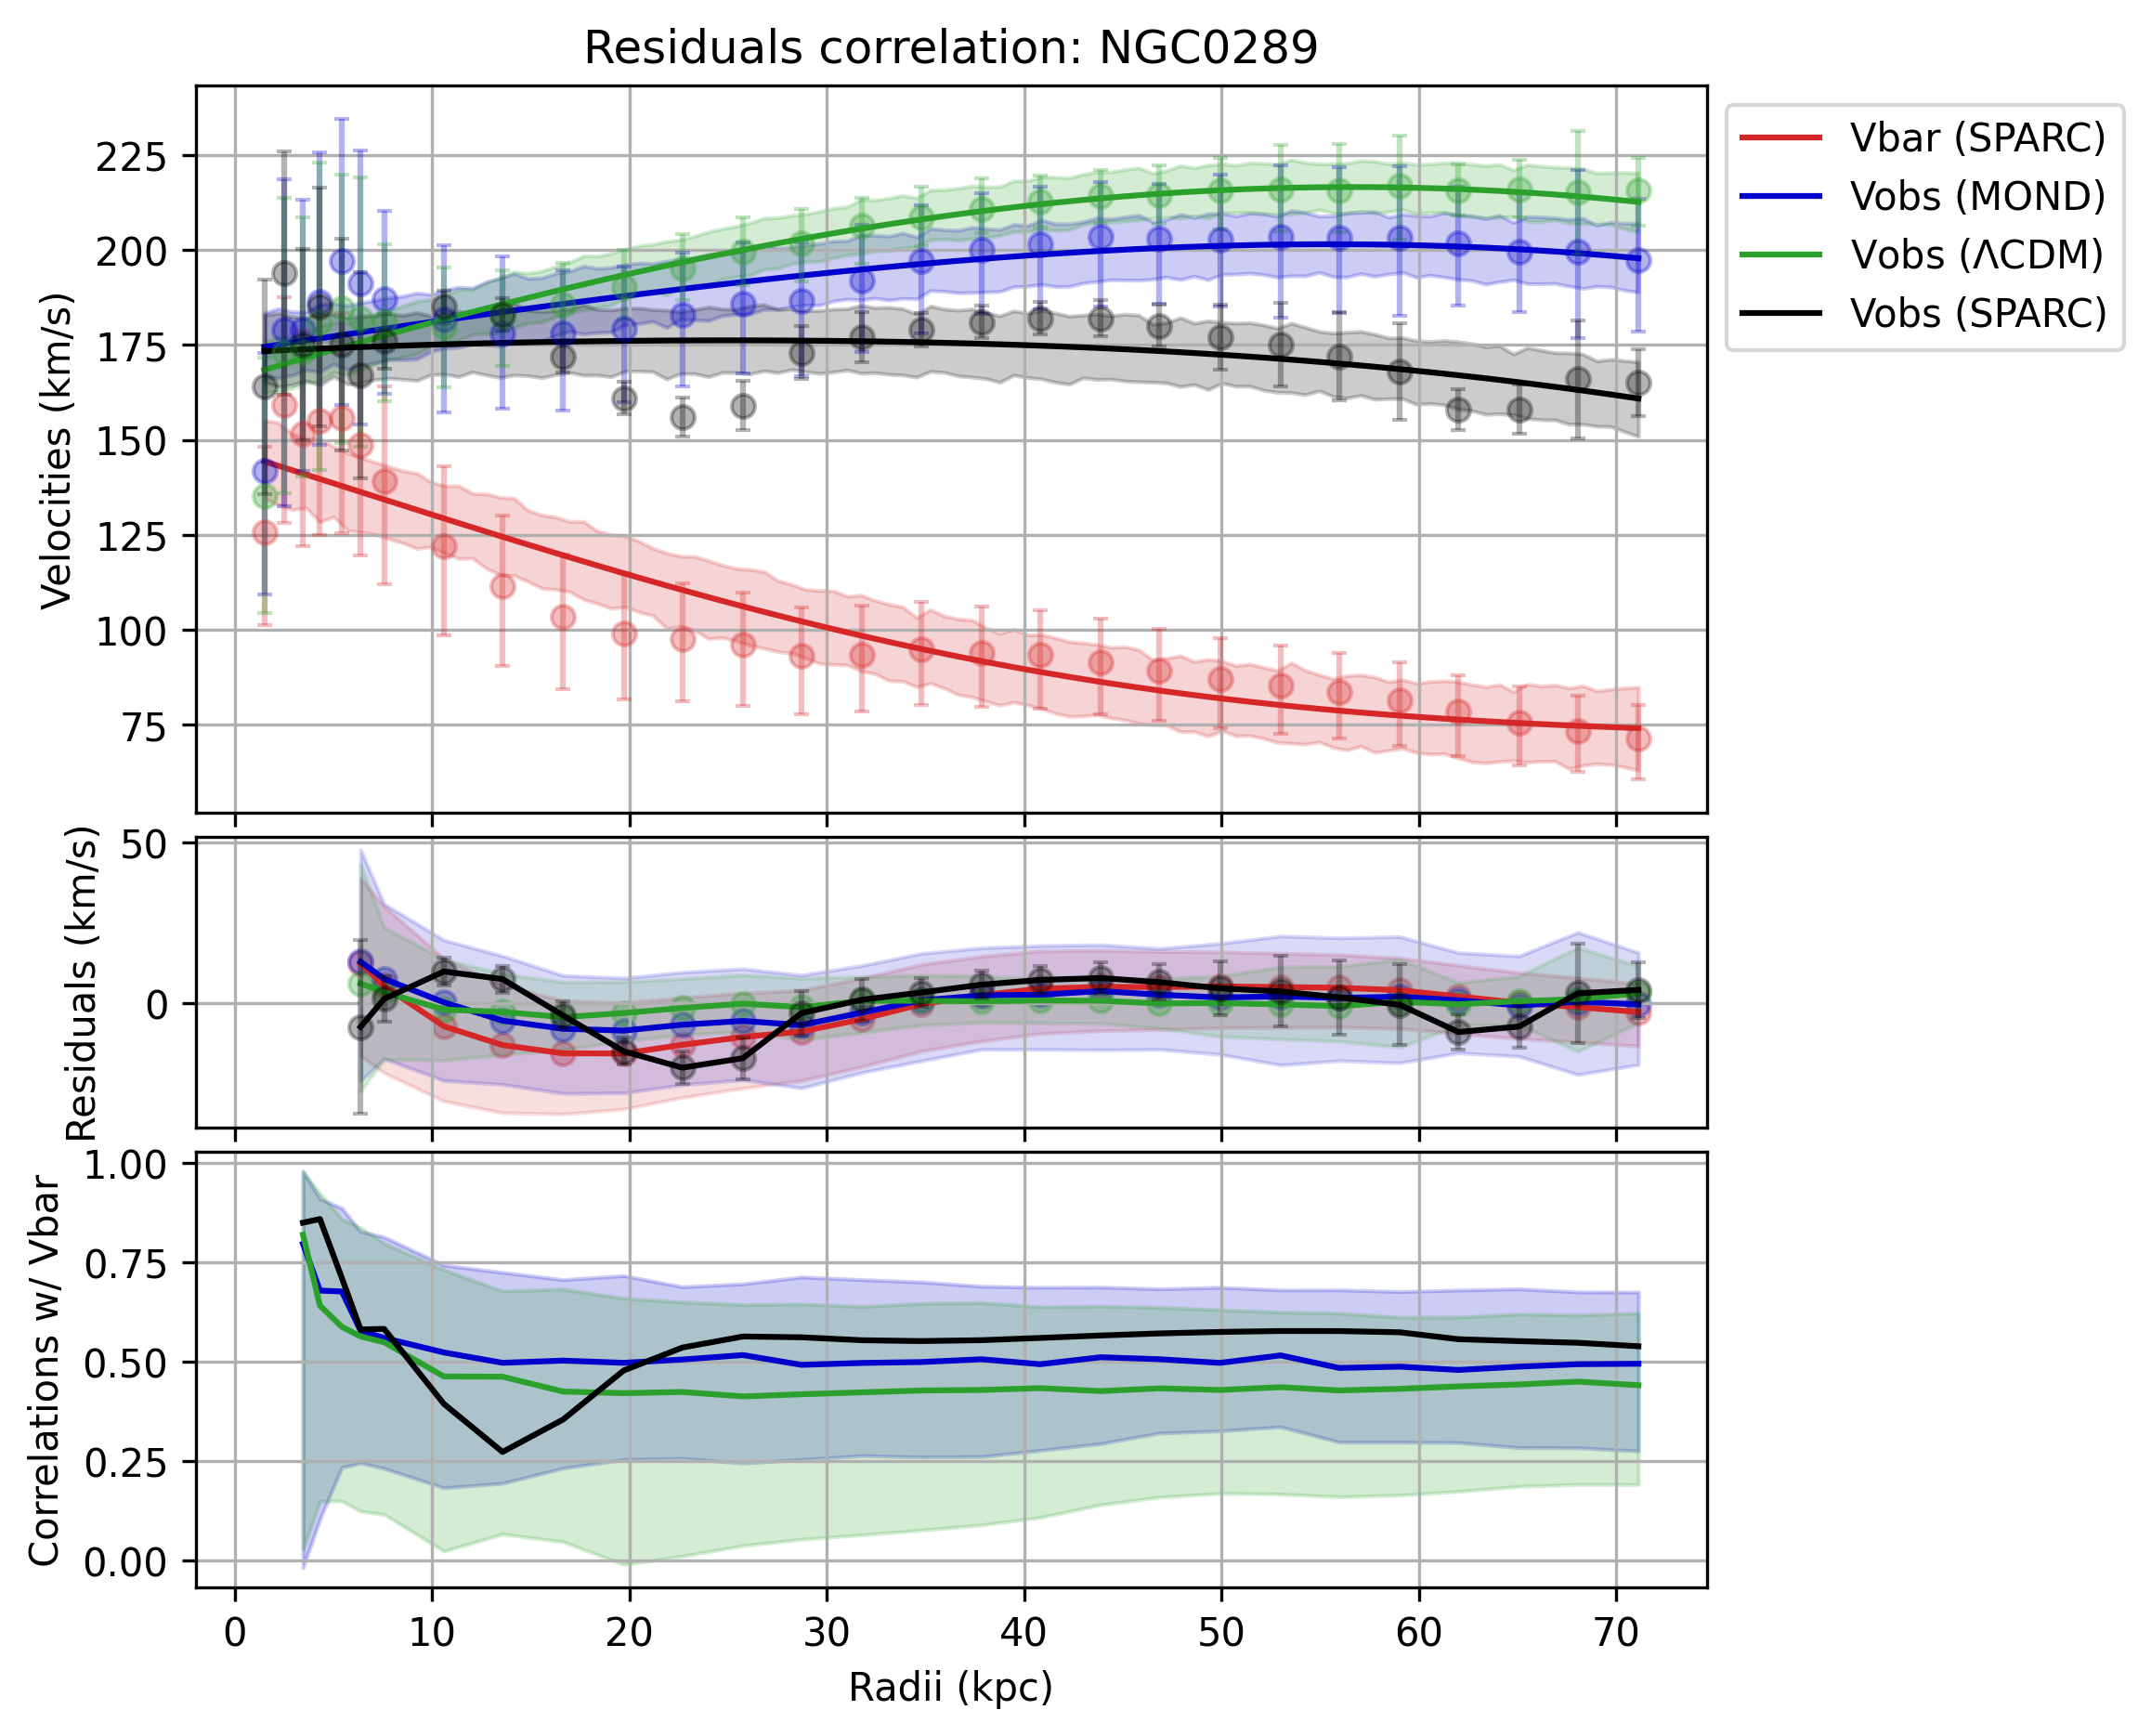 Residuals correlation: NGC0289
Velocities (km/s)
225
200
175
150
125
100
75
Vbar (SPARC)
Vobs (MOND)
Vobs (ΛCDM)
Vobs (SPARC)
Residuals (km/s)
50
0
Correlations w/ Vbar
1.00
0.75
0.50
0.25
0.00
0 10 20 30 40 50 60 70
Radii (kpc)